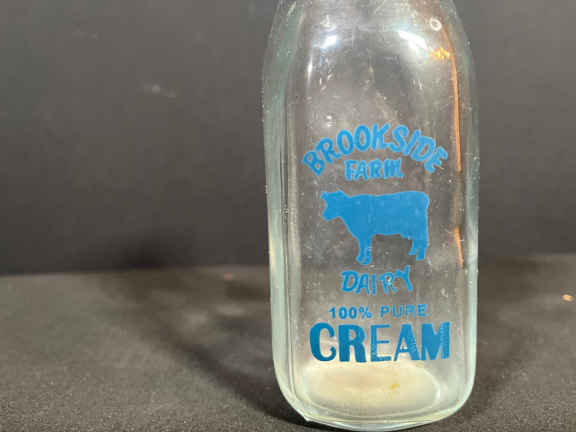 BROOKSIDE
FARM
DAIRY
100% PURE
CREAM